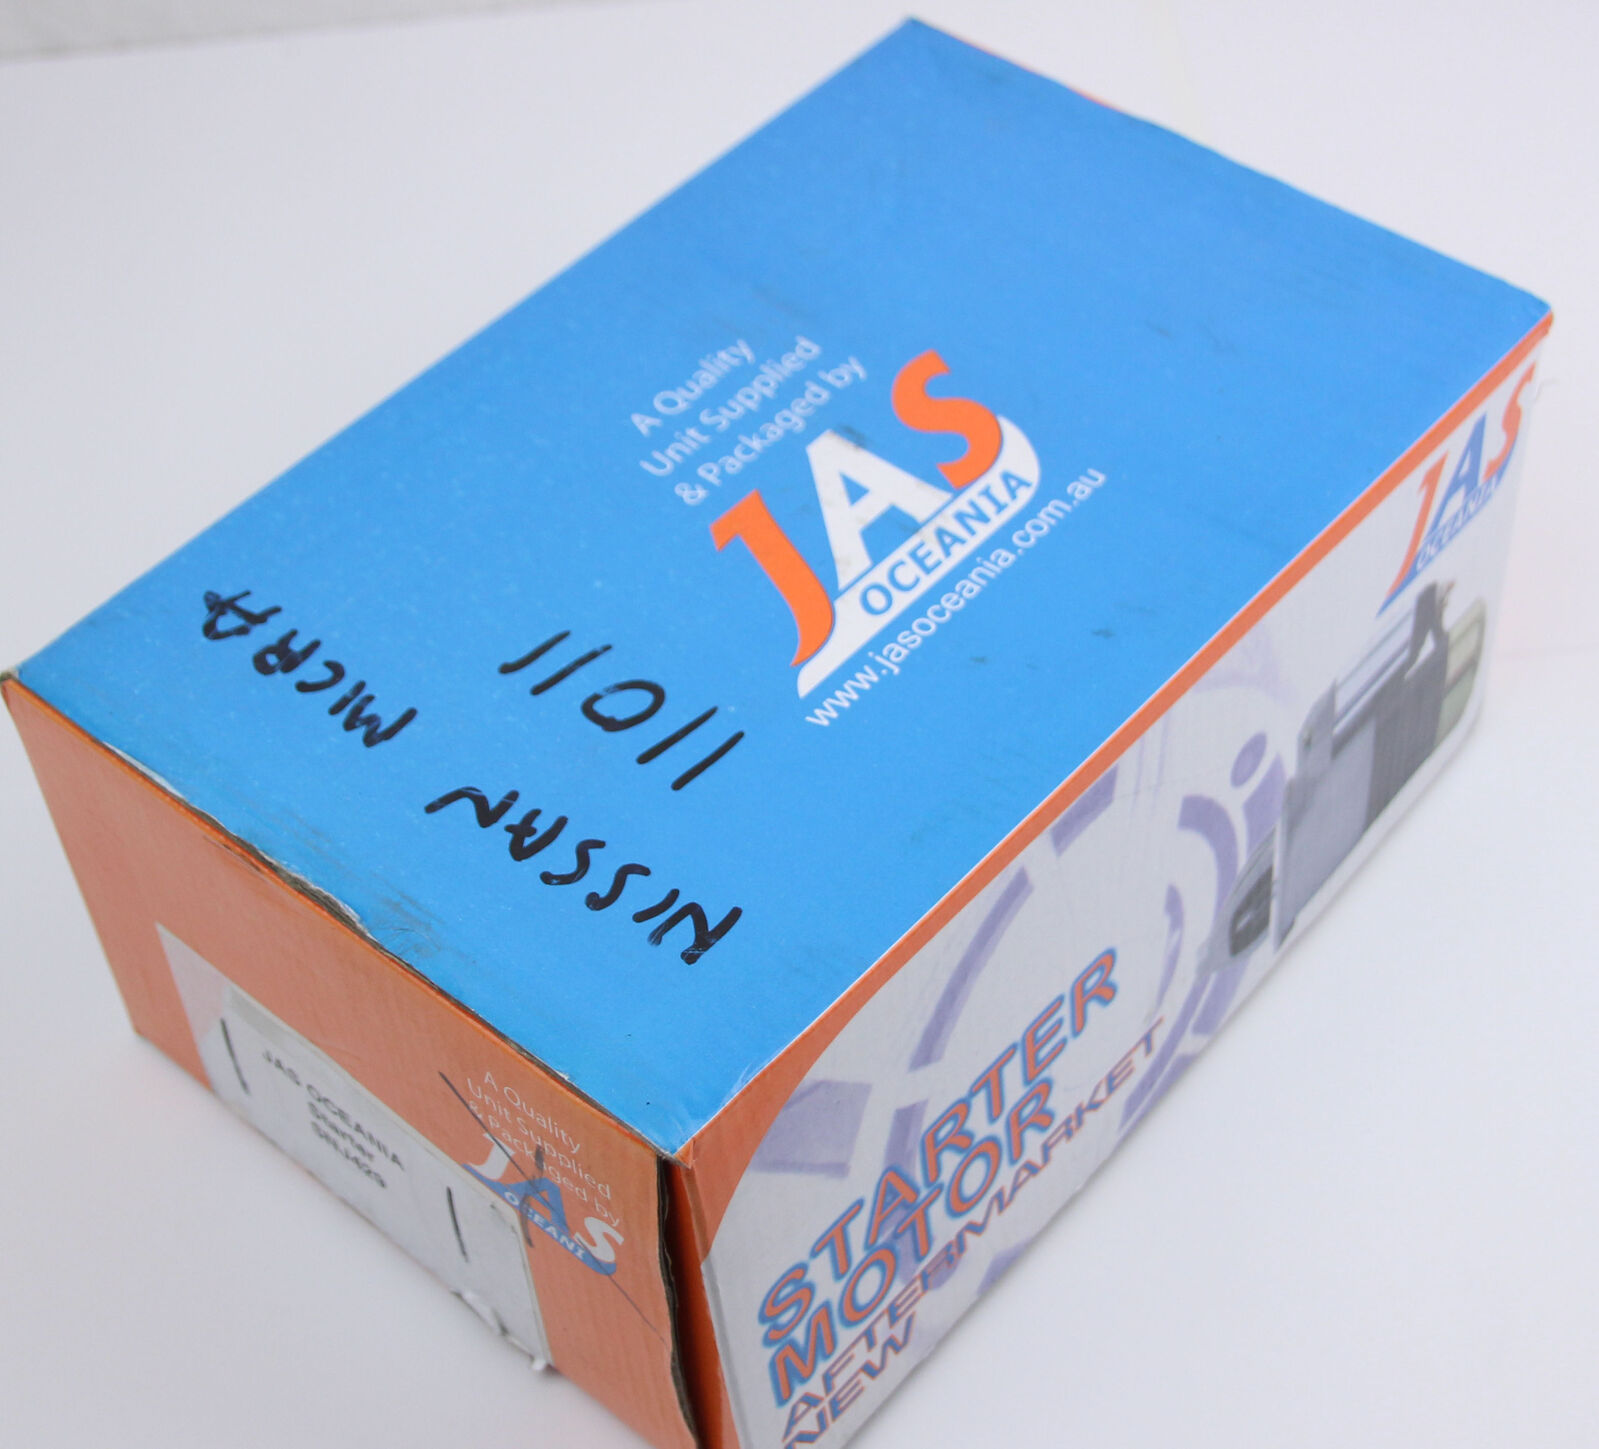 A Quality
Unit Supplied
& Packaged by
JAS
OCEANIA
www.jasoceania.com.au
11011
NISSAN MICRA
JAS
OCEANIA
STARTER
MOTOR
AFTERMARKET
NEW
JAS OCEANIA
Starter
A Quality
Unit Supplied
& Packaged by
JAS
OCEANI